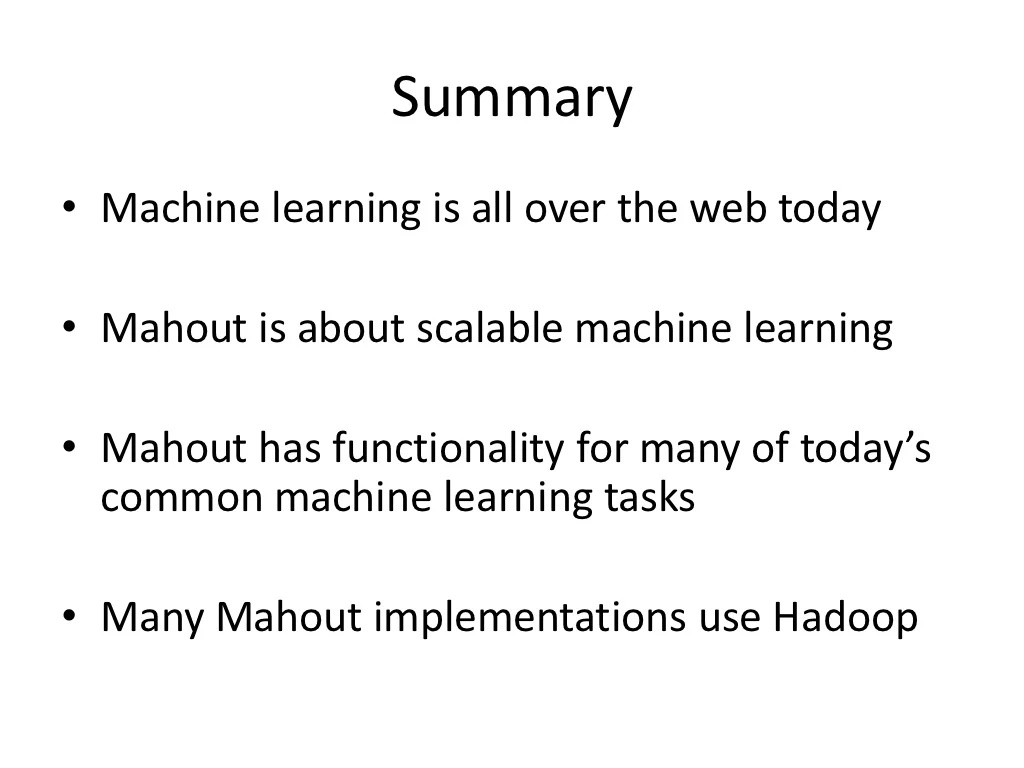 Summary
• Machine learning is all over the web today
• Mahout is about scalable machine learning
• Mahout has functionality for many of today’s
common machine learning tasks
• Many Mahout implementations use Hadoop